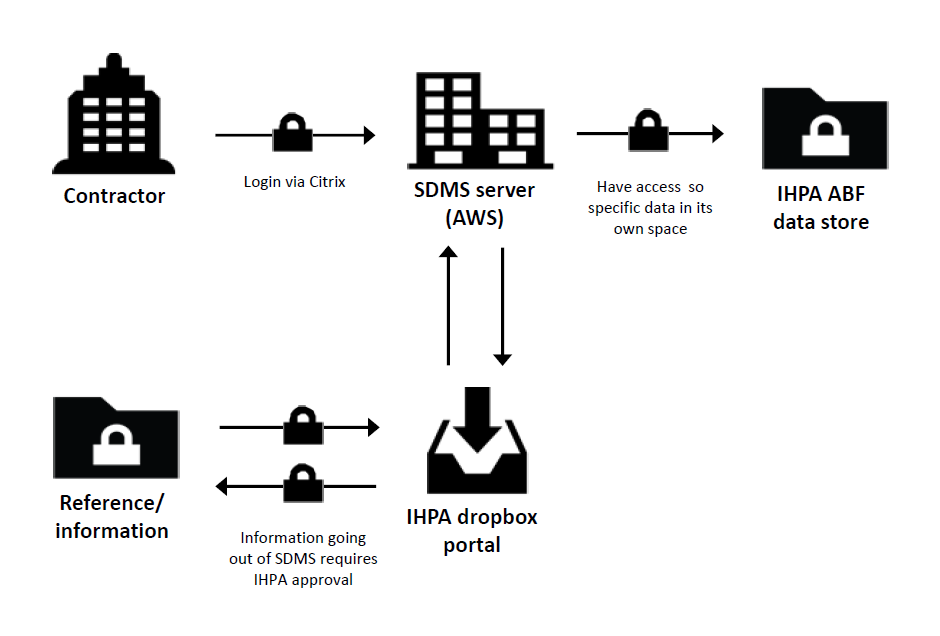 Contractor
Login via Citrix
SDMS server
(AWS)
Have access so
specific data in its
own space
IHPA ABF
data store
Reference/
information
Information going
out of SDMS requires
IHPA approval
IHPA dropbox
portal